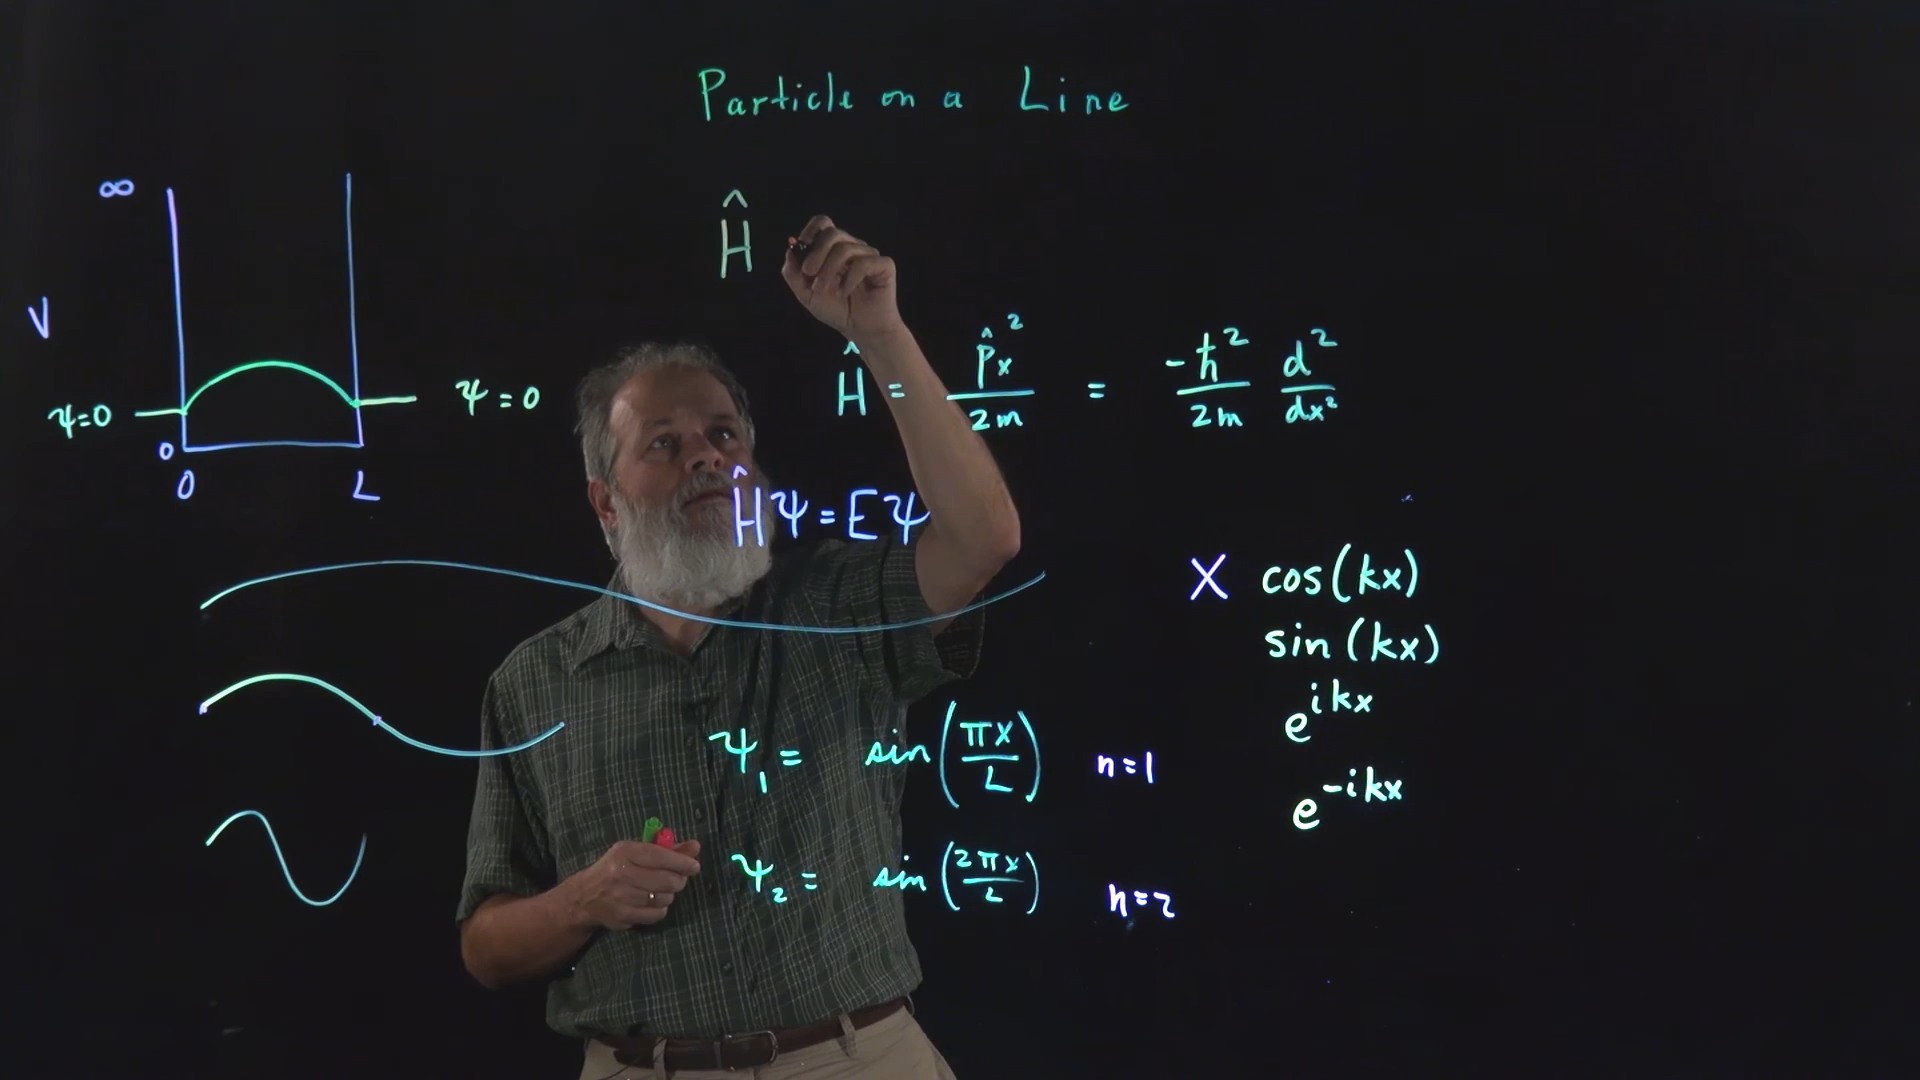 Particle on a Line
∞
Ĥ
V
Ĥ = p̂ₓ²/2m = -ħ²/2m d²/dx²
ψ=0
ψ=0
0
0 L
Ĥψ=Eψ
X cos(kx)
sin(kx)
e^ikx
e^-ikx
ψ₁ = sin(πx/L) n=1
ψ₂ = sin(2πx/L) n=2